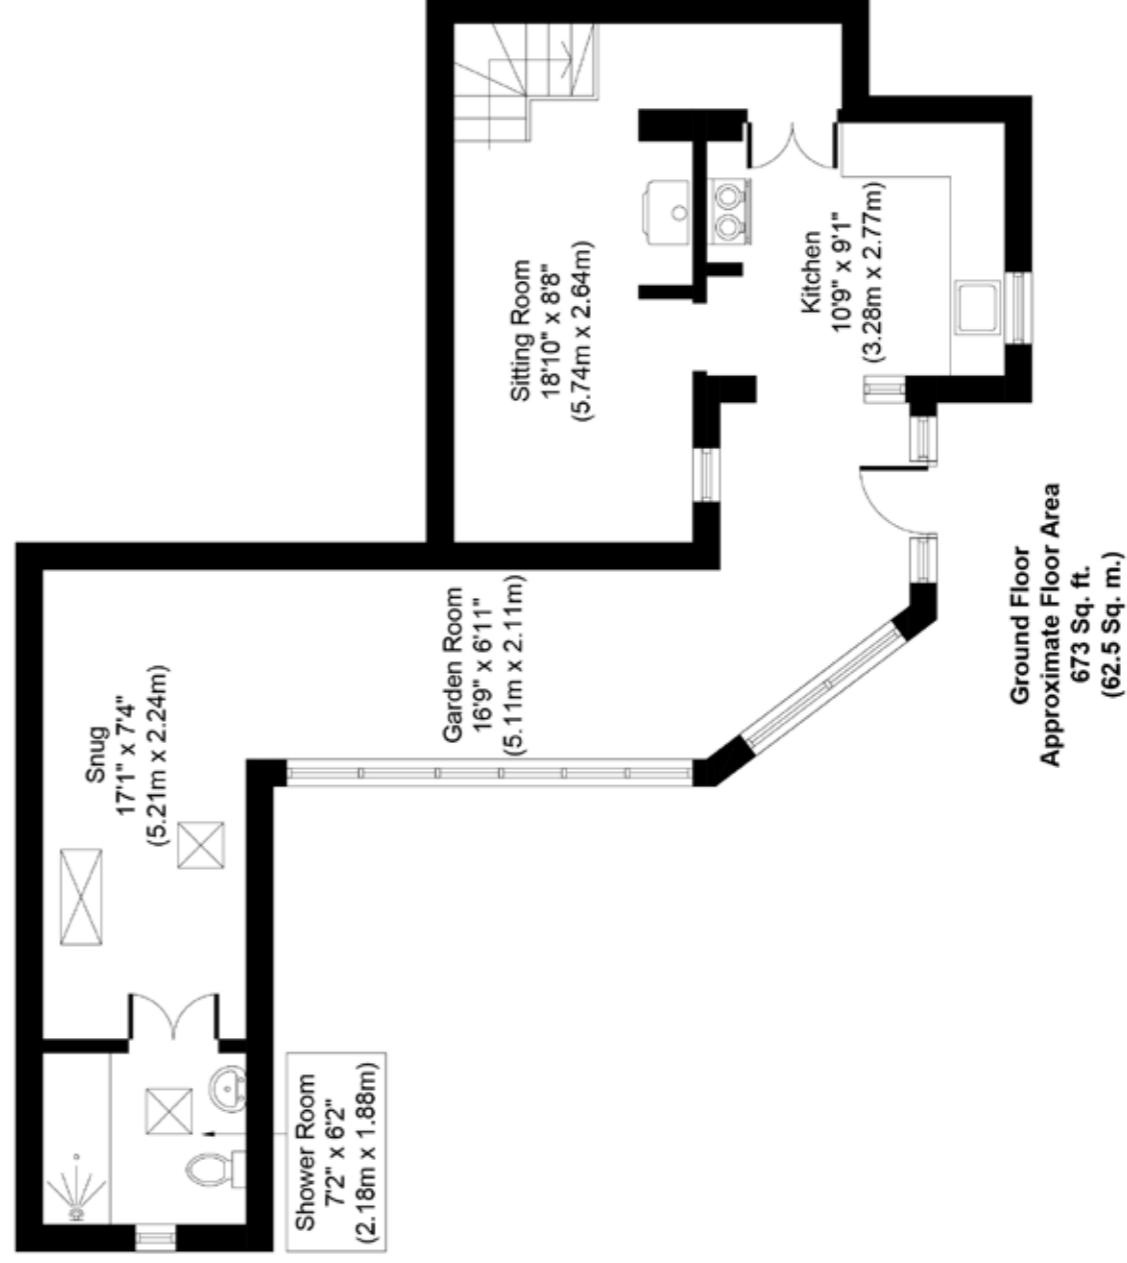 Snug
17'1" x 7'4"
(5.21m x 2.24m)
Shower Room
7'2" x 6'2"
(2.18m x 1.88m)
Garden Room
16'9" x 6'11"
(5.11m x 2.11m)
Sitting Room
18'10" x 8'8"
(5.74m x 2.64m)
Kitchen
10'9" x 9'1"
(3.28m x 2.77m)
Ground Floor
Approximate Floor Area
673 Sq. ft.
(62.5 Sq. m.)